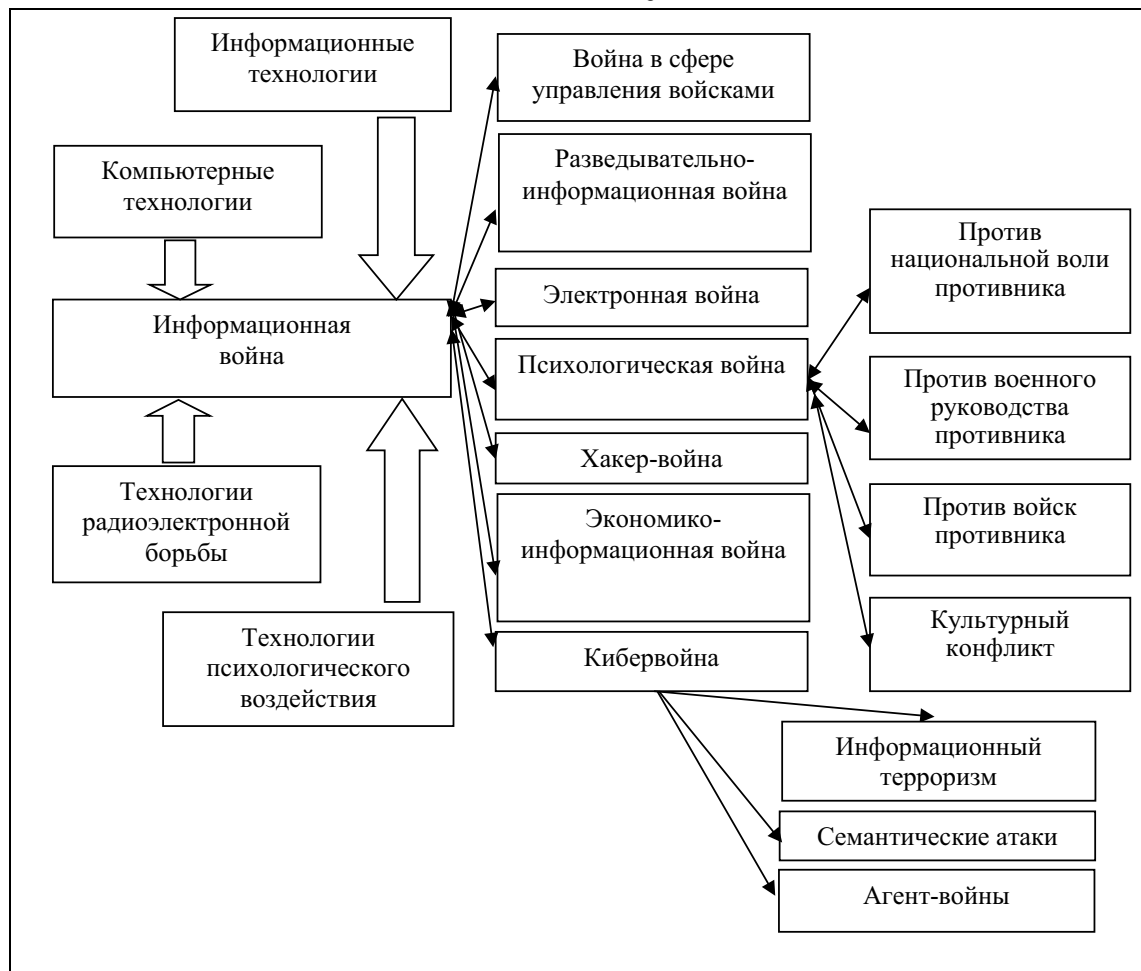 Информационные
технологии
Компьютерные
технологии
Информационная
война
Технологии
радиоэлектронной
борьбы
Технологии
психологического
воздействия
Война в сфере
управления войсками
Разведывательно-
информационная война
Электронная война
Психологическая война
Хакер-война
Экономико-
информационная война
Кибервойна
Против
национальной воли
противника
Против военного
руководства
противника
Против войск
противника
Культурный
конфликт
Информационный
терроризм
Семантические атаки
Агент-войны